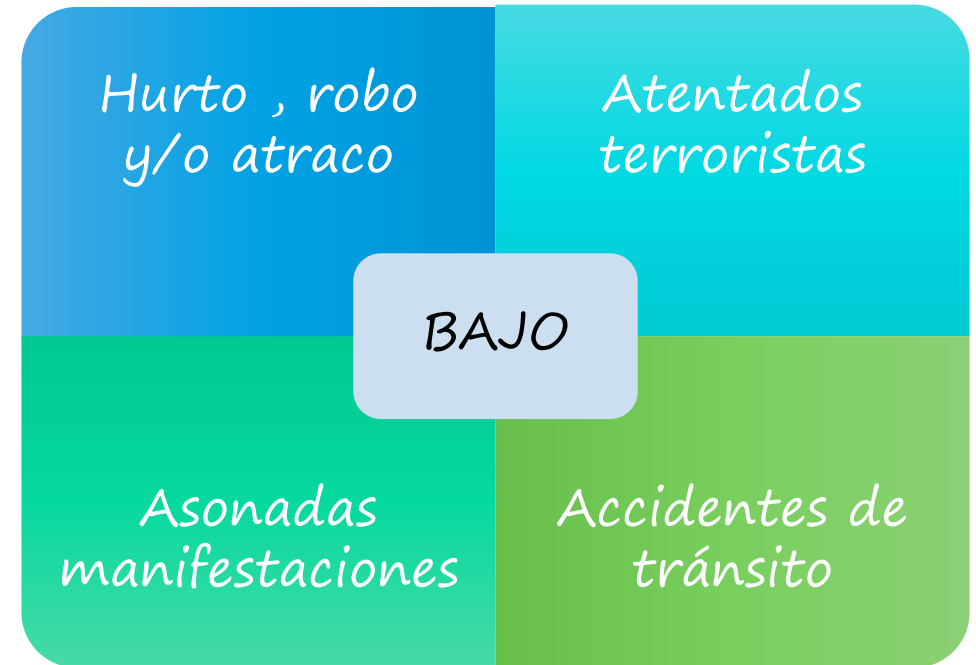 Hurto , robo
y/o atraco
Atentados
terroristas
BAJO
Asonadas
manifestaciones
Accidentes de
tránsito